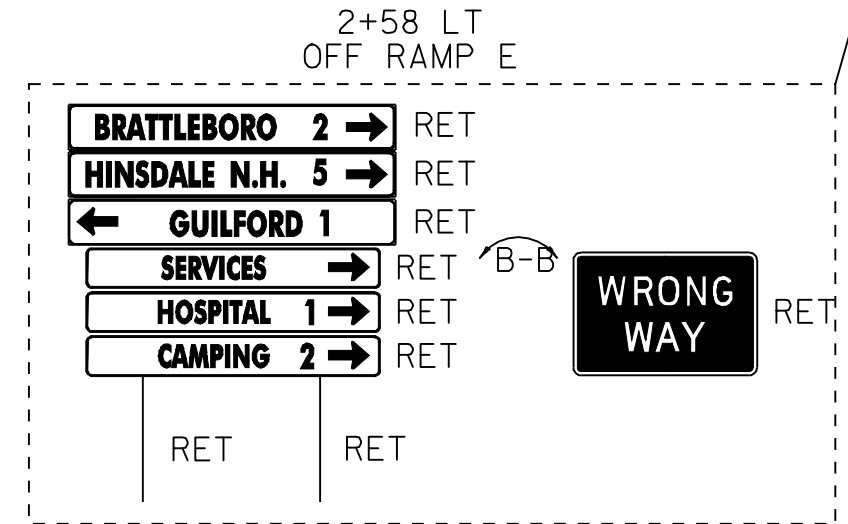 2+58 LT
OFF RAMP E
BRATTLEBORO 2 → RET
HINSDALE N.H. 5 → RET
← GUILFORD 1 RET
SERVICES → RET
HOSPITAL 1 → RET
CAMPING 2 → RET
B-B
WRONG
WAY
RET
RET RET